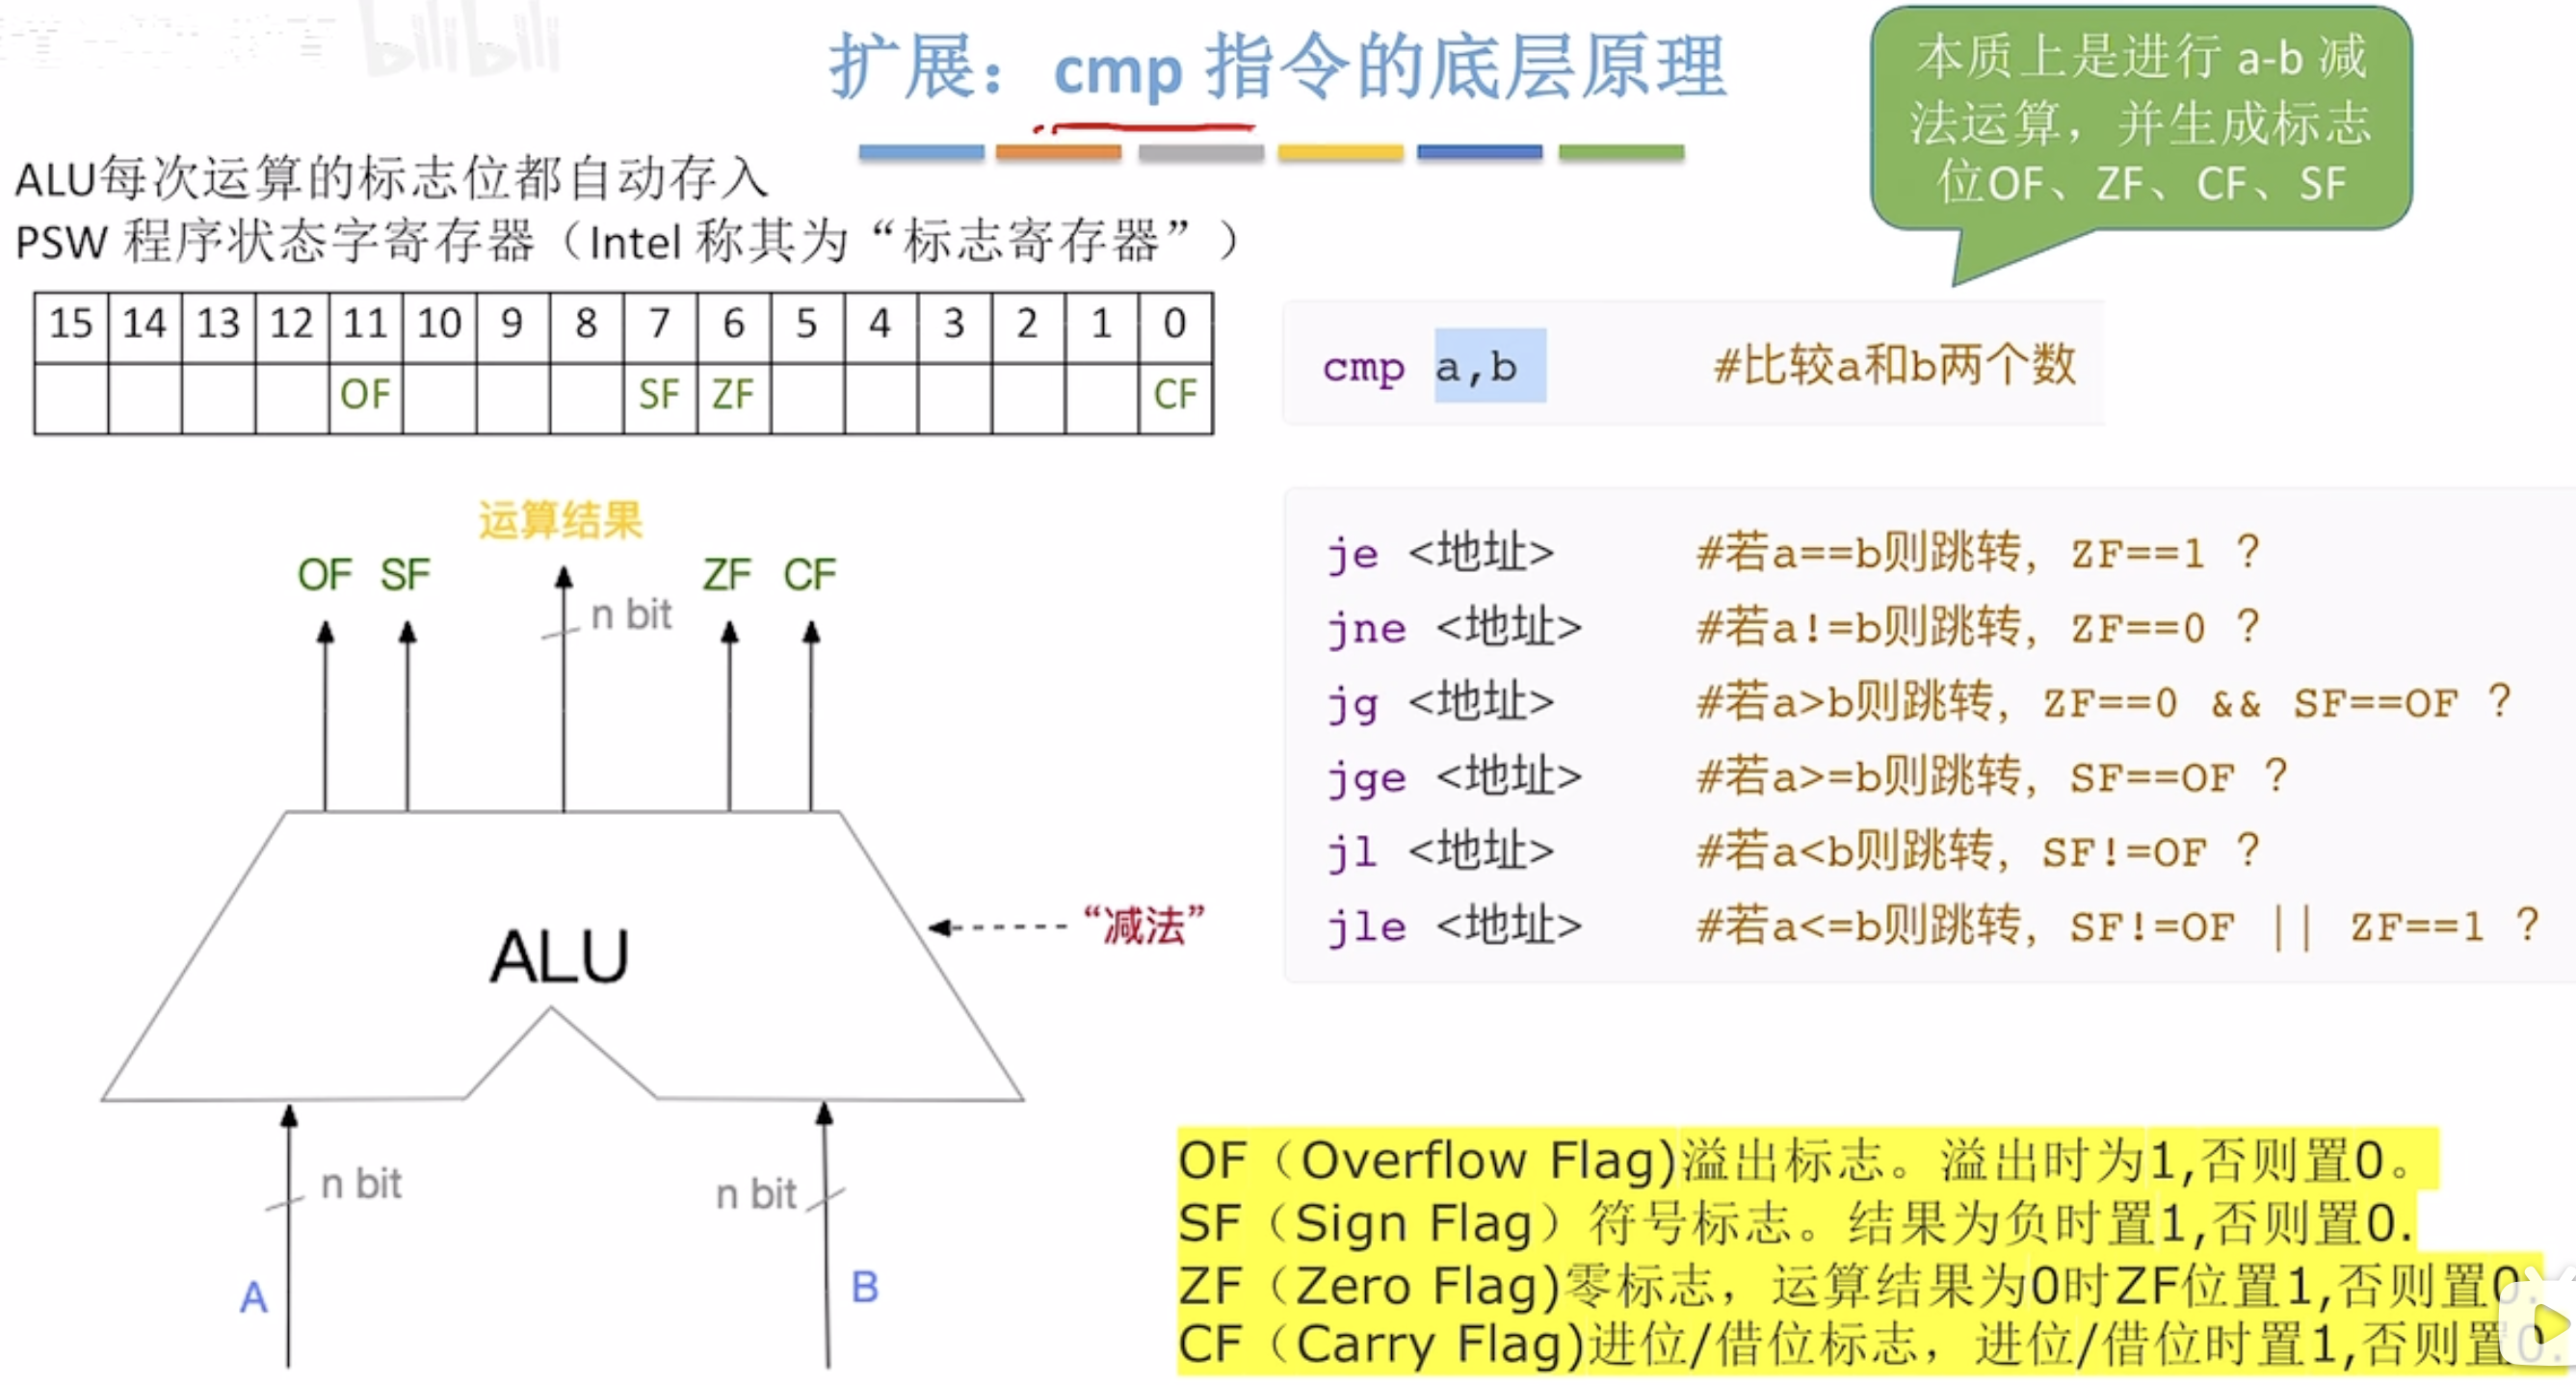 bilibili
扩展：cmp 指令的底层原理
本质上是进行 a-b 减
法运算，并生成标志
位OF、ZF、CF、SF
ALU每次运算的标志位都自动存入
PSW 程序状态字寄存器（Intel 称其为“标志寄存器”）
15 14 13 12 11 10 9 8 7 6 5 4 3 2 1 0
OF SF ZF CF
cmp a,b #比较a和b两个数
运算结果
OF SF ZF CF
n bit
ALU
“减法”
n bit
n bit
A
B
je <地址> #若a==b则跳转，ZF==1 ？
jne <地址> #若a!=b则跳转，ZF==0 ？
jg <地址> #若a>b则跳转，ZF==0 && SF==OF ？
jge <地址> #若a>=b则跳转，SF==OF ？
jl <地址> #若a<b则跳转，SF!=OF ？
jle <地址> #若a<=b则跳转，SF!=OF || ZF==1 ？
OF（Overflow Flag)溢出标志。溢出时为1,否则置0。
SF（Sign Flag）符号标志。结果为负时置1,否则置0.
ZF（Zero Flag)零标志，运算结果为0时ZF位置1,否则置0.
CF（Carry Flag)进位/借位标志，进位/借位时置1,否则置0.